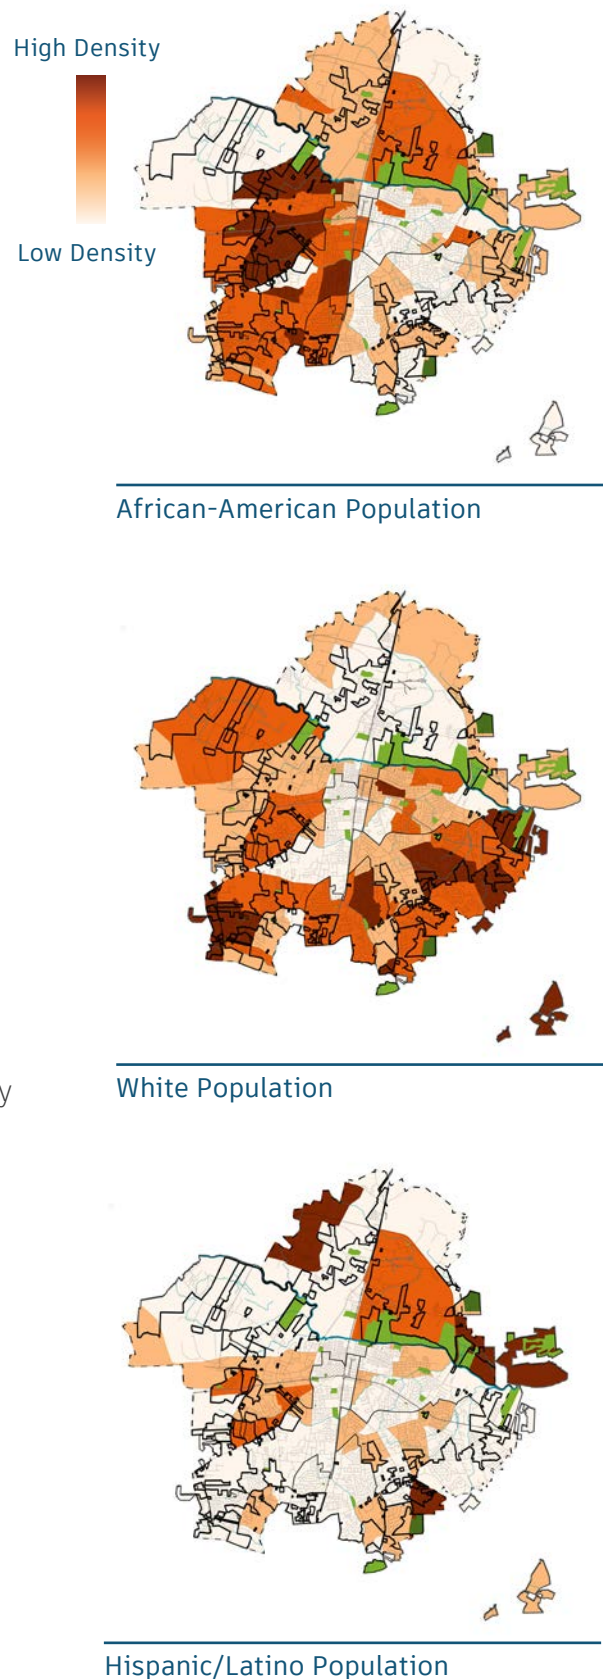 High Density
Low Density
African-American Population
y
White Population
Hispanic/Latino Population